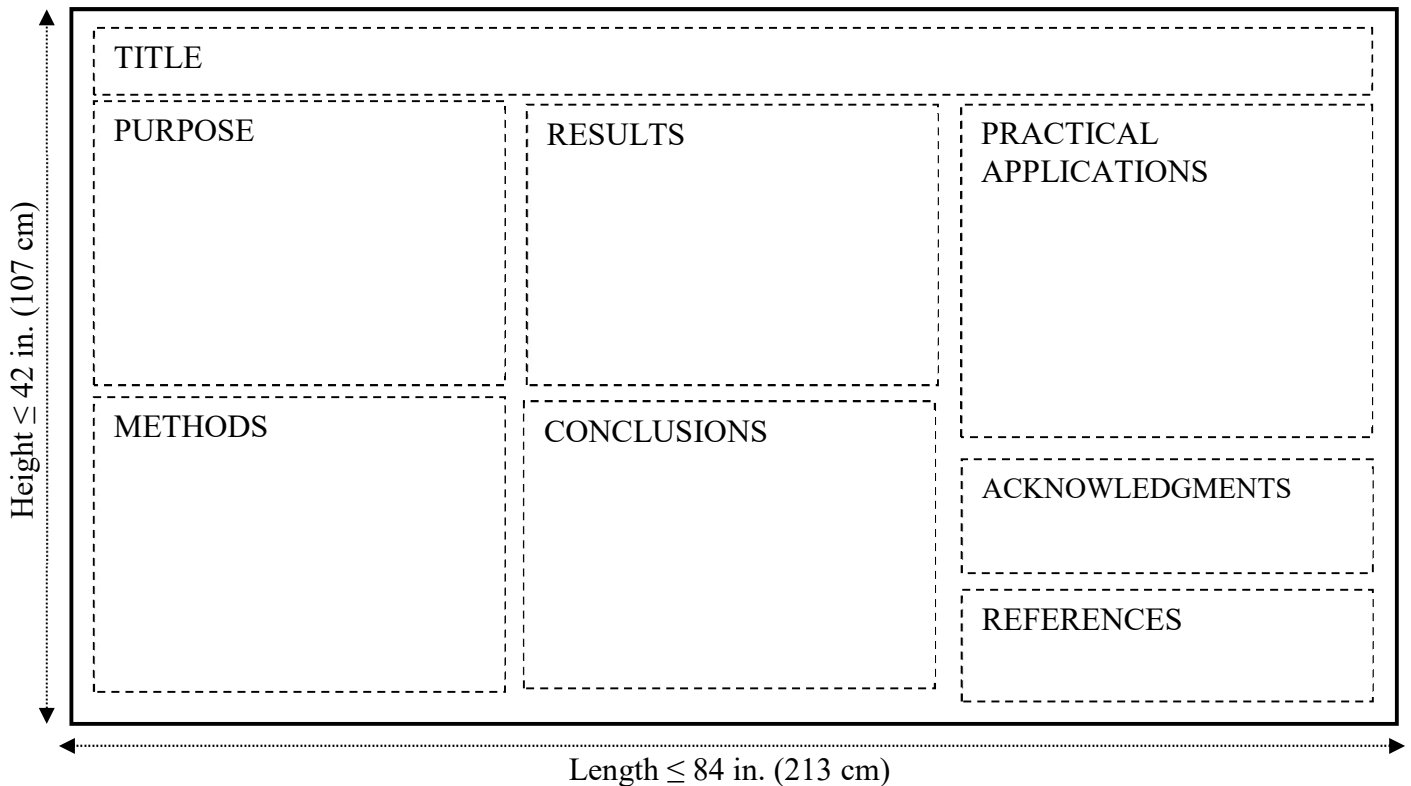 TITLE
PURPOSE
METHODS
RESULTS
CONCLUSIONS
PRACTICAL
APPLICATIONS
ACKNOWLEDGMENTS
REFERENCES
Height ≤ 42 in. (107 cm)
Length ≤ 84 in. (213 cm)